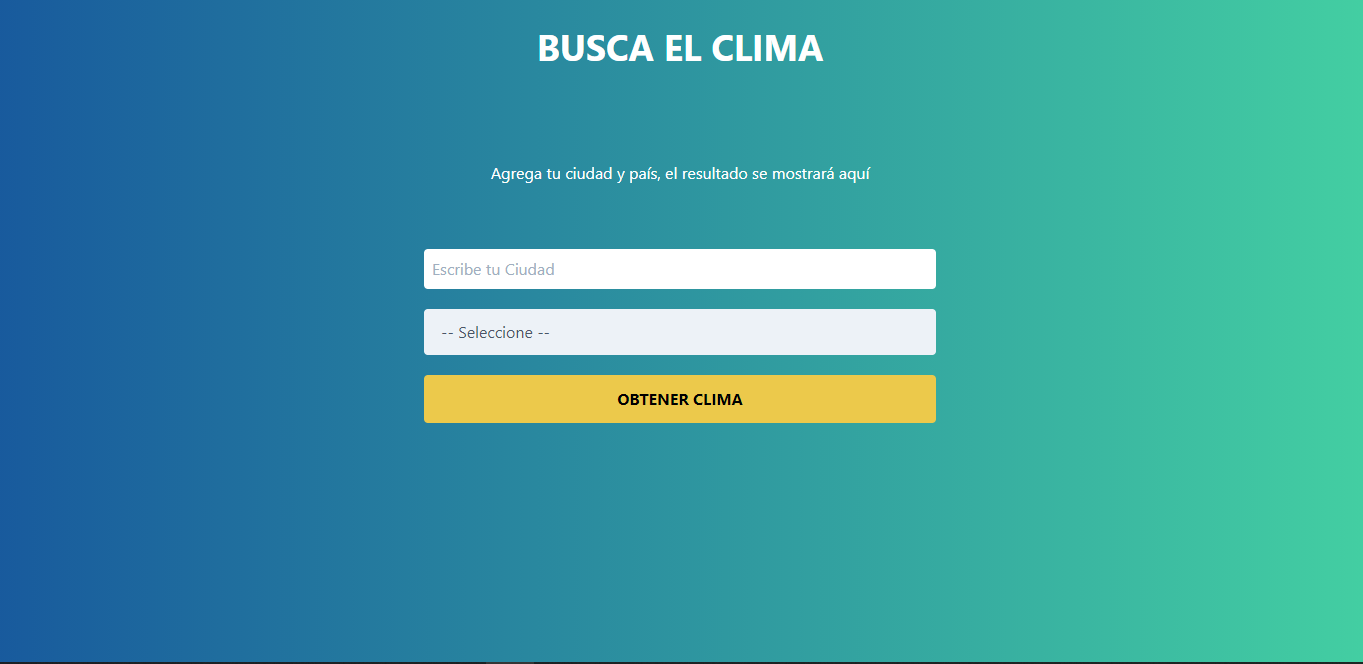 BUSCA EL CLIMA
Agrega tu ciudad y país, el resultado se mostrará aquí
Escribe tu Ciudad
-- Seleccione --
OBTENER CLIMA